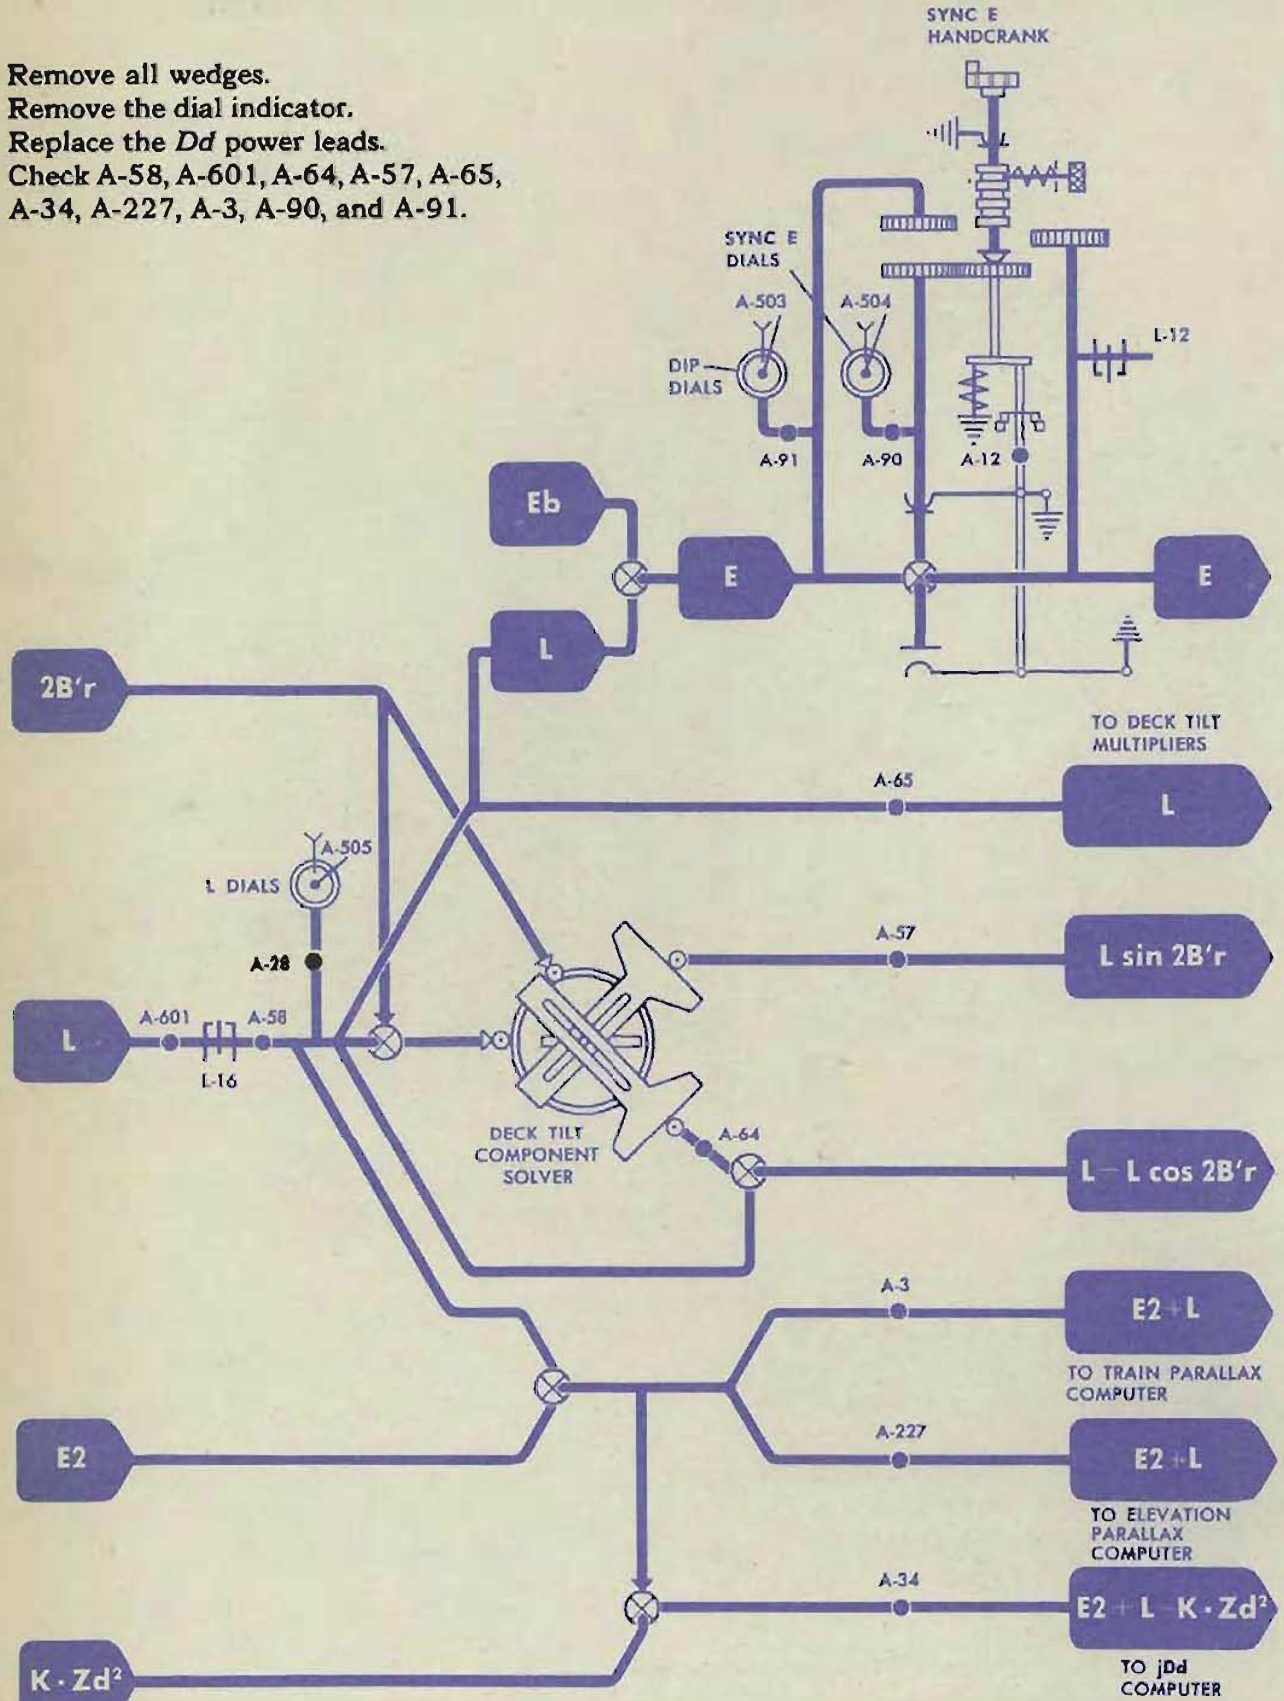 SYNC E
HANDCRANK
Remove all wedges.
Remove the dial indicator.
Replace the Dd power leads.
Check A-58, A-601, A-64, A-57, A-65,
A-34, A-227, A-3, A-90, and A-91.
SYNC E
DIALS
A-503
A-504
L-12
DIP
DIALS
A-91
A-90
A-12
Eb
E
E
L
2B'r
TO DECK TILT
MULTIPLIERS
A-65
L
A-505
L DIALS
A-57
L sin 2B'r
A-28
L
A-601
A-58
L-16
DECK TILT
COMPONENT
SOLVER
A-64
L - L cos 2B'r
A-3
E2 + L
TO TRAIN PARALLAX
COMPUTER
E2
A-227
E2 + L
TO ELEVATION
PARALLAX
COMPUTER
A-34
E2 + L - K · Zd²
K · Zd²
TO jDd
COMPUTER